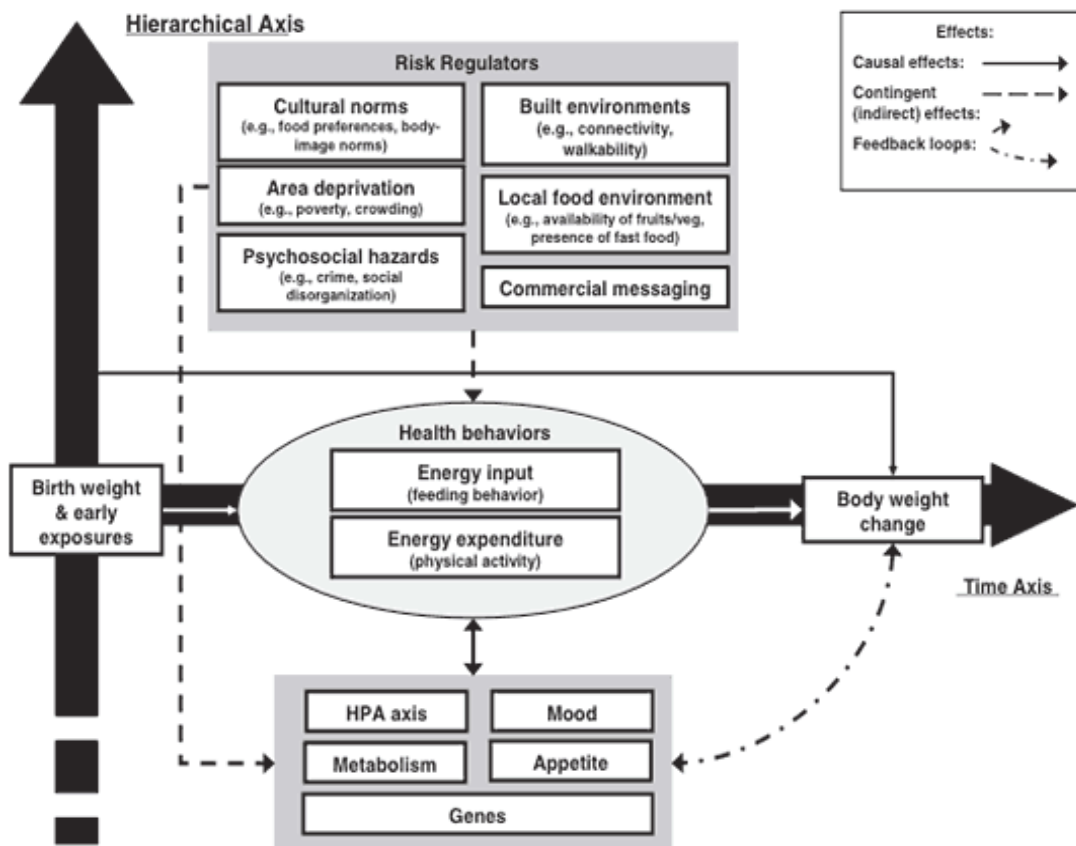 Hierarchical Axis
Effects:
Causal effects:
Contingent
(indirect) effects:
Feedback loops:
Risk Regulators
Cultural norms
(e.g., food preferences, body-
image norms)
Area deprivation
(e.g., poverty, crowding)
Psychosocial hazards
(e.g., crime, social
disorganization)
Built environments
(e.g., connectivity,
walkability)
Local food environment
(e.g., availability of fruits/veg,
presence of fast food)
Commercial messaging
Birth weight
& early
exposures
Health behaviors
Energy input
(feeding behavior)
Energy expenditure
(physical activity)
Body weight
change
Time Axis
HPA axis
Mood
Metabolism
Appetite
Genes